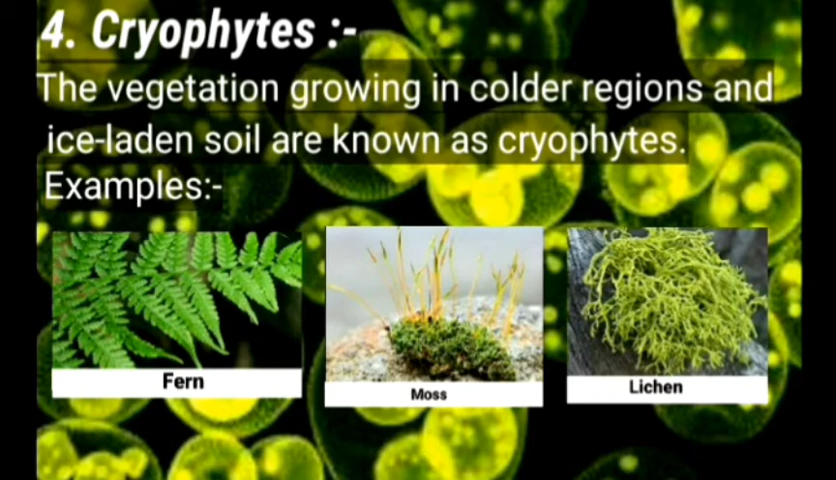 4. Cryophytes :-
The vegetation growing in colder regions and
ice-laden soil are known as cryophytes.
Examples:-
Fern
Moss
Lichen